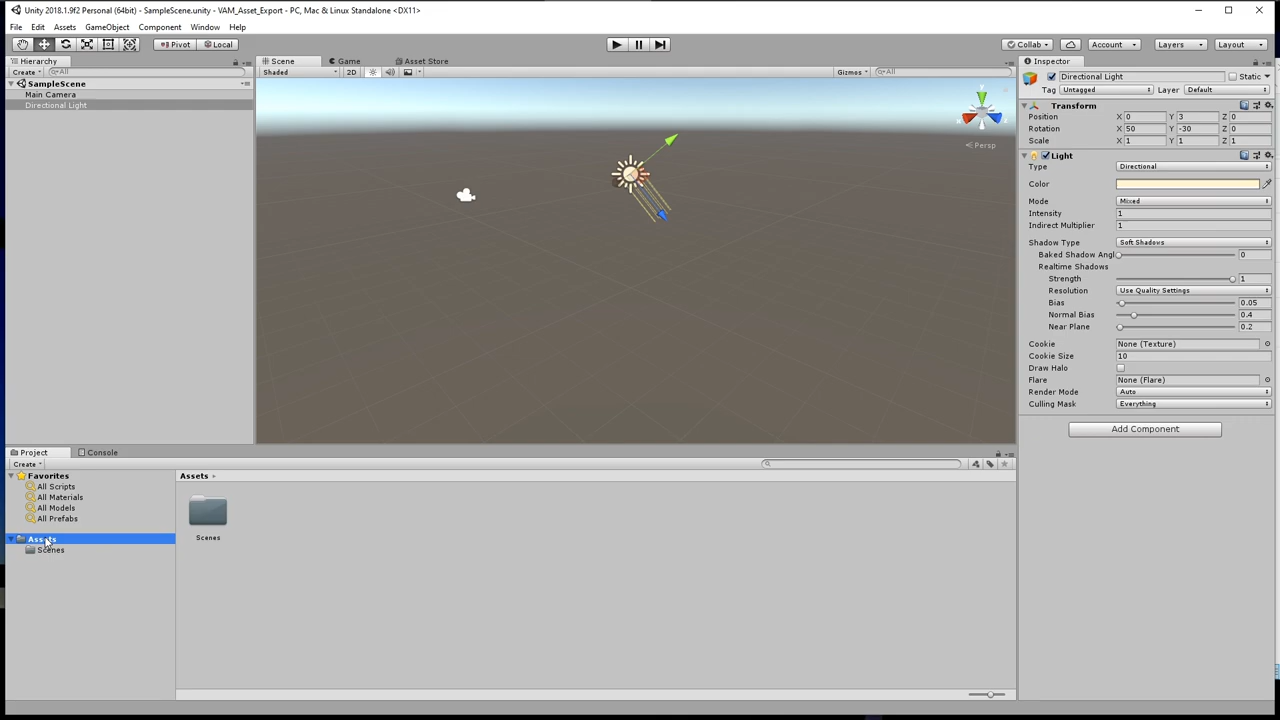 Unity 2018.1.9f2 Personal (64bit) - SampleScene.unity - VAM_Asset_Export - PC, Mac & Linux Standalone <DX11>
File Edit Assets GameObject Component Window Help
Pivot Local Collab Account Layers Layout
Hierarchy
Create All
SampleScene
Main Camera
Directional Light
Scene Game Asset Store
Shaded 2D Gizmos All
Persp
Inspector
Directional Light Static
Tag Untagged Layer Default
Transform
Position X 0 Y 3 Z 0
Rotation X 50 Y -30 Z 0
Scale X 1 Y 1 Z 1
Light
Type Directional
Color
Mode Mixed
Intensity 1
Indirect Multiplier 1
Shadow Type Soft Shadows
Baked Shadow Angl 0
Realtime Shadows
Strength 1
Resolution Use Quality Settings
Bias 0.05
Normal Bias 0.4
Near Plane 0.2
Cookie None (Texture)
Cookie Size 10
Draw Halo
Flare None (Flare)
Render Mode Auto
Culling Mask Everything
Add Component
Project Console
Create
Favorites
All Scripts
All Materials
All Models
All Prefabs
Assets
Scenes
Assets
Scenes